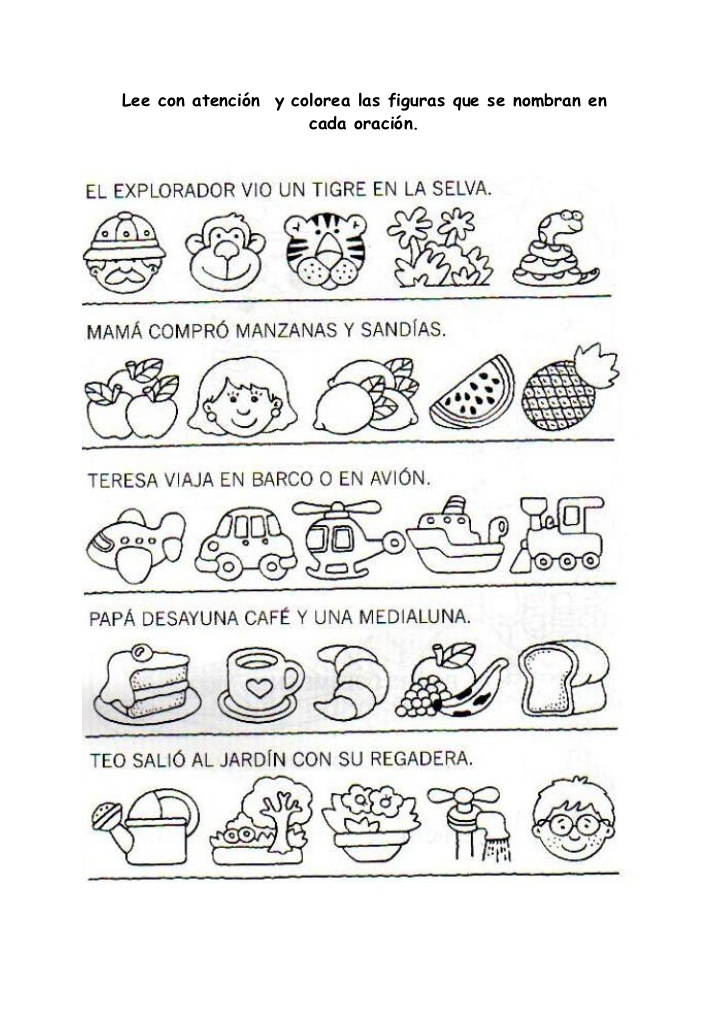 Lee con atención y colorea las figuras que se nombran en
cada oración.
EL EXPLORADOR VIO UN TIGRE EN LA SELVA.
MAMÁ COMPRÓ MANZANAS Y SANDÍAS.
TERESA VIAJA EN BARCO O EN AVIÓN.
PAPÁ DESAYUNA CAFÉ Y UNA MEDIALUNA.
TEO SALIÓ AL JARDÍN CON SU REGADERA.